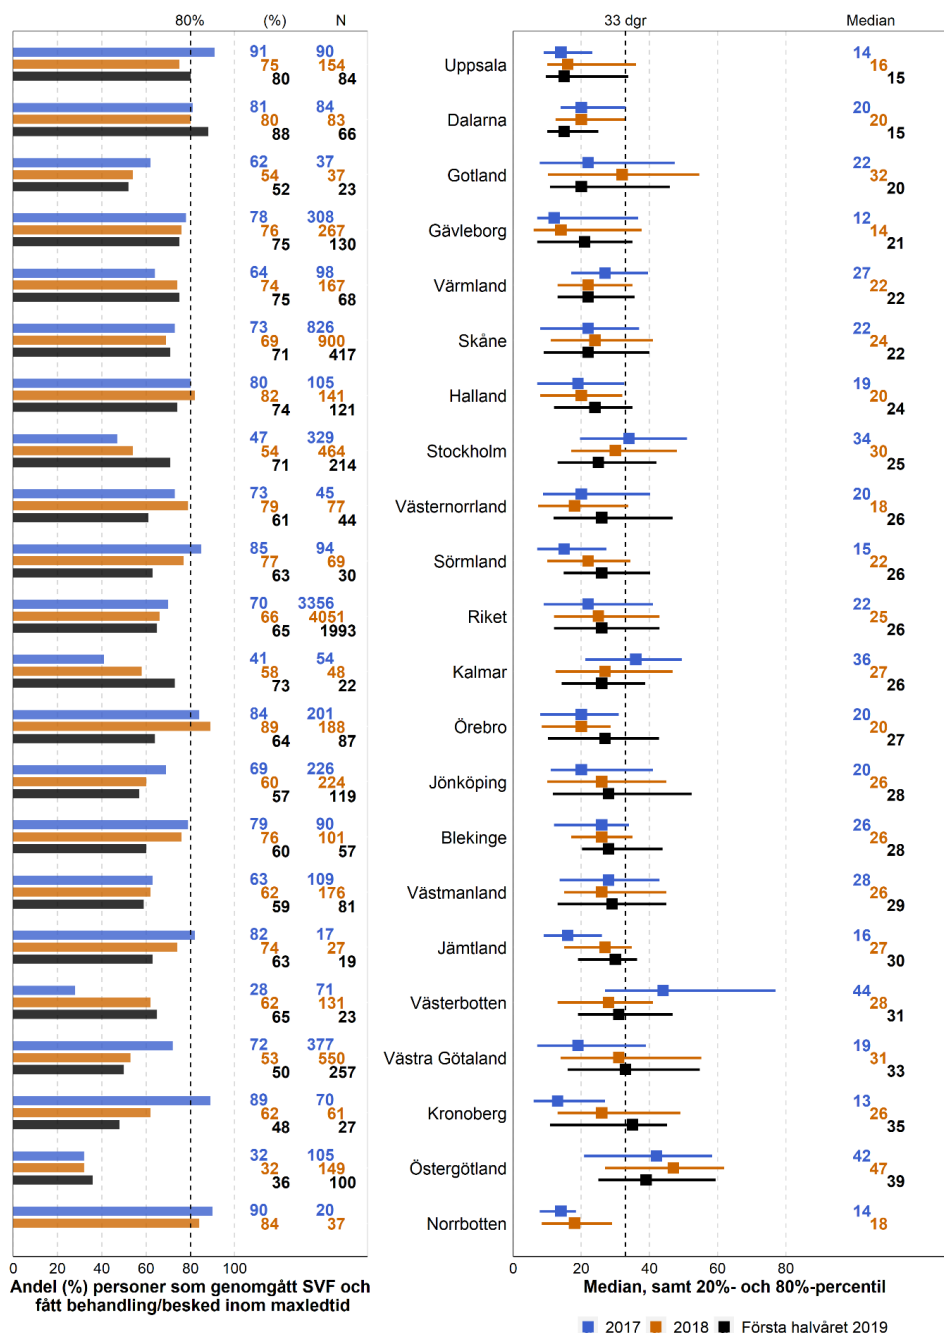 80% (%) N 33 dgr Median
91 90 14
75 154 Uppsala 16
80 84 15
81 84 20
80 83 Dalarna 20
88 66 15
62 37 22
54 37 Gotland 32
52 23 20
78 308 12
76 267 Gävleborg 14
75 130 21
64 98 27
74 167 Värmland 22
75 68 22
73 826 22
69 900 Skåne 24
71 417 22
80 105 19
82 141 Halland 20
74 121 24
47 329 34
54 464 Stockholm 30
71 214 25
73 45 20
79 77 Västernorrland 18
61 44 26
85 94 15
77 69 Sörmland 22
63 30 26
70 3356 22
66 4051 Riket 25
65 1993 26
41 54 36
58 48 Kalmar 27
73 22 26
84 201 20
89 188 Örebro 20
64 87 27
69 226 20
60 224 Jönköping 26
57 119 28
79 90 26
76 101 Blekinge 26
60 57 28
63 109 28
62 176 Västmanland 26
59 81 29
82 17 16
74 27 Jämtland 27
63 19 30
28 71 44
62 131 Västerbotten 28
65 23 31
72 377 19
53 550 Västra Götaland 31
50 257 33
89 70 13
62 61 Kronoberg 26
48 27 35
32 105 42
32 149 Östergötland 47
36 100 39
90 20 14
84 37 Norrbotten 18
0 20 40 60 80 100 0 20 40 60 80
Andel (%) personer som genomgått SVF och
fått behandling/besked inom maxledtid
Median, samt 20%- och 80%-percentil
2017 2018 Första halvåret 2019